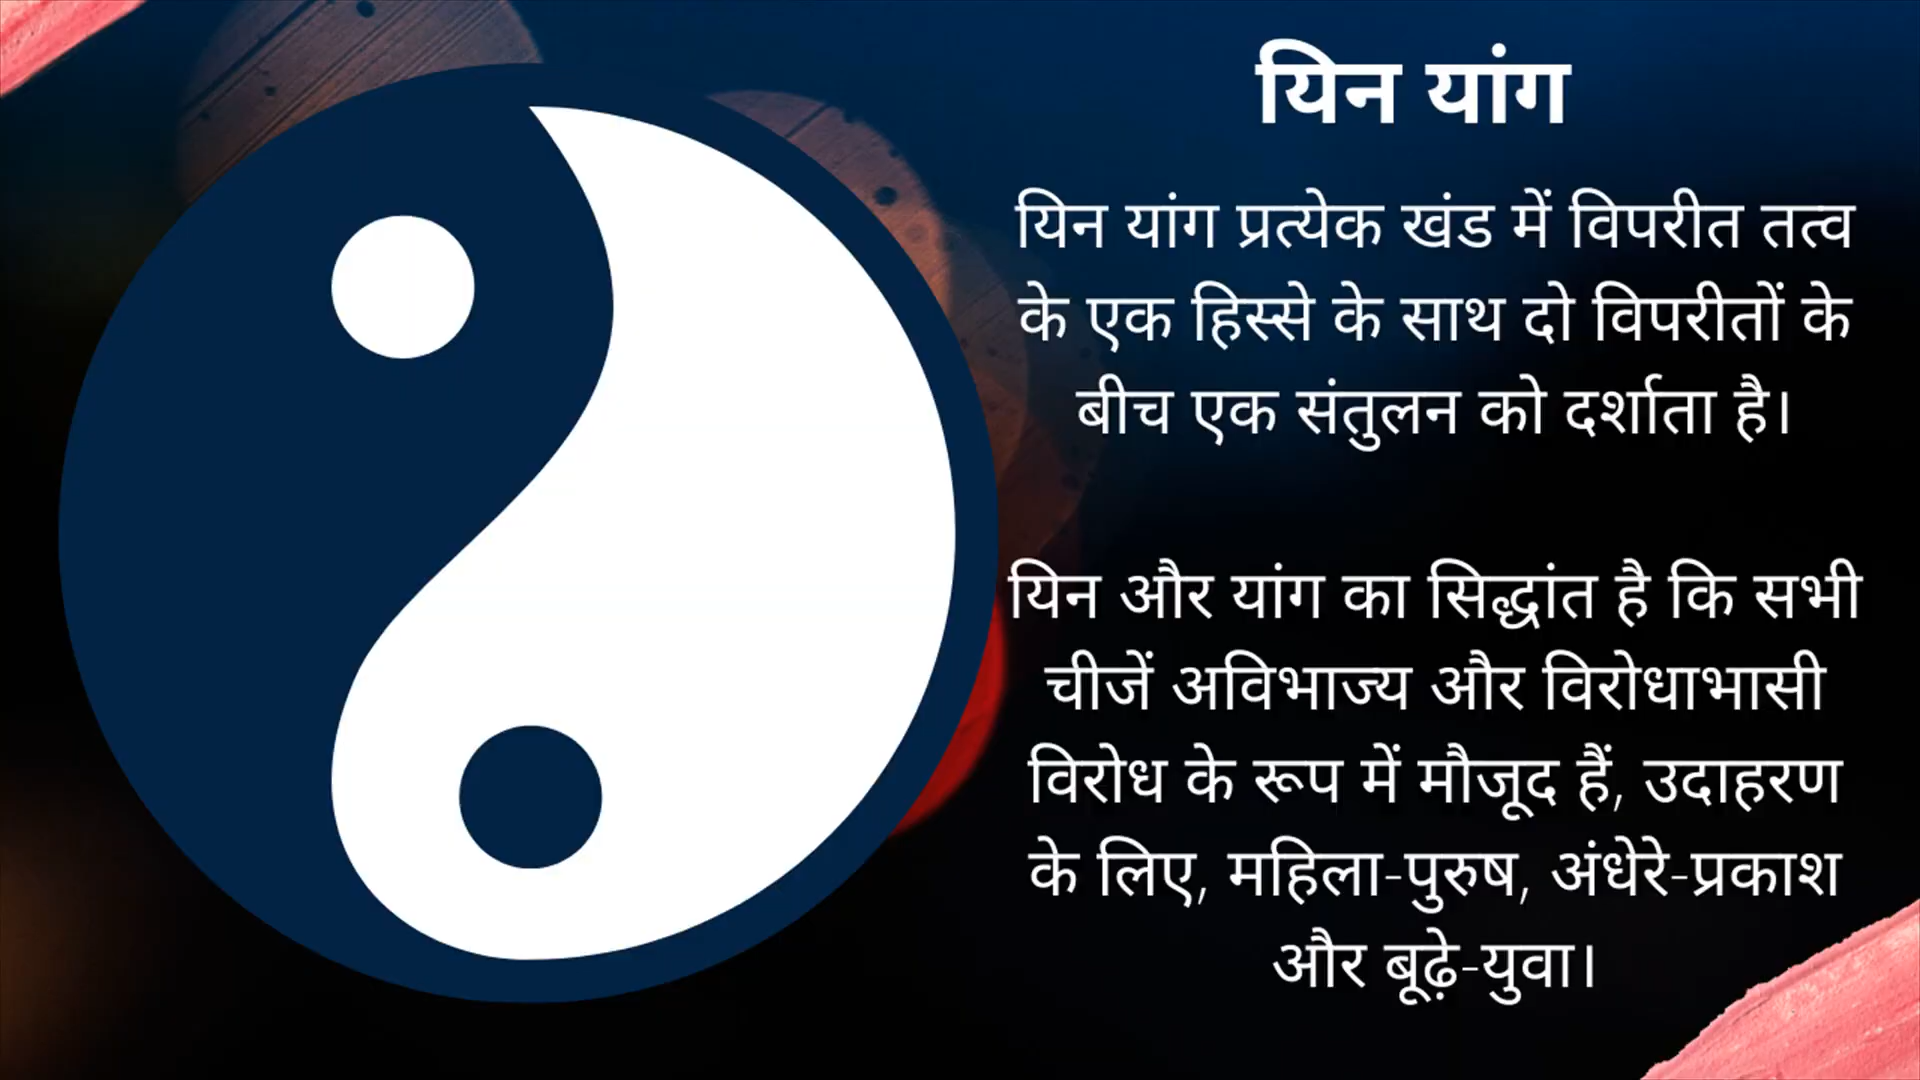 यिन यांग
यिन यांग प्रत्येक खंड में विपरीत तत्व
के एक हिस्से के साथ दो विपरीतों के
बीच एक संतुलन को दर्शाता है।
यिन और यांग का सिद्धांत है कि सभी
चीजें अविभाज्य और विरोधाभासी
विरोध के रूप में मौजूद हैं, उदाहरण
के लिए, महिला-पुरुष, अंधेरे-प्रकाश
और बूढ़े-युवा।